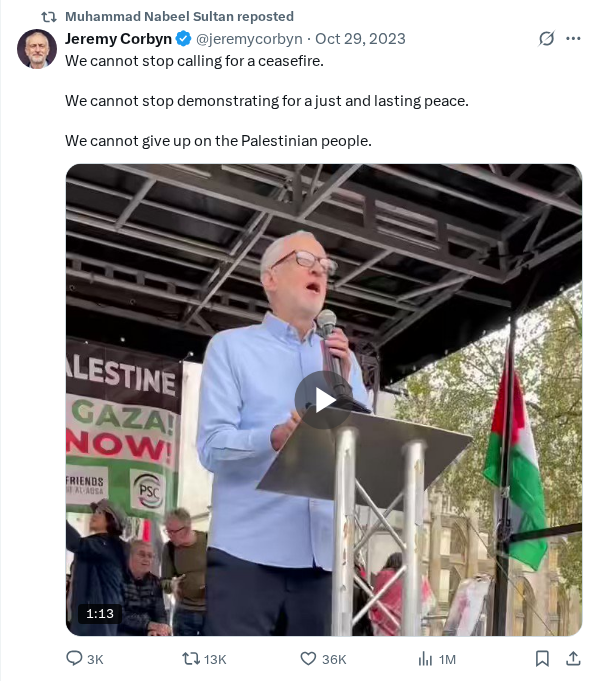 Muhammad Nabeel Sultan reposted
Jeremy Corbyn @jeremycorbyn · Oct 29, 2023
We cannot stop calling for a ceasefire.
We cannot stop demonstrating for a just and lasting peace.
We cannot give up on the Palestinian people.
ALESTINE
GAZA!
NOW!
FRIENDS
AL-AQSA
PSC
1:13
3K 13K 36K 1M